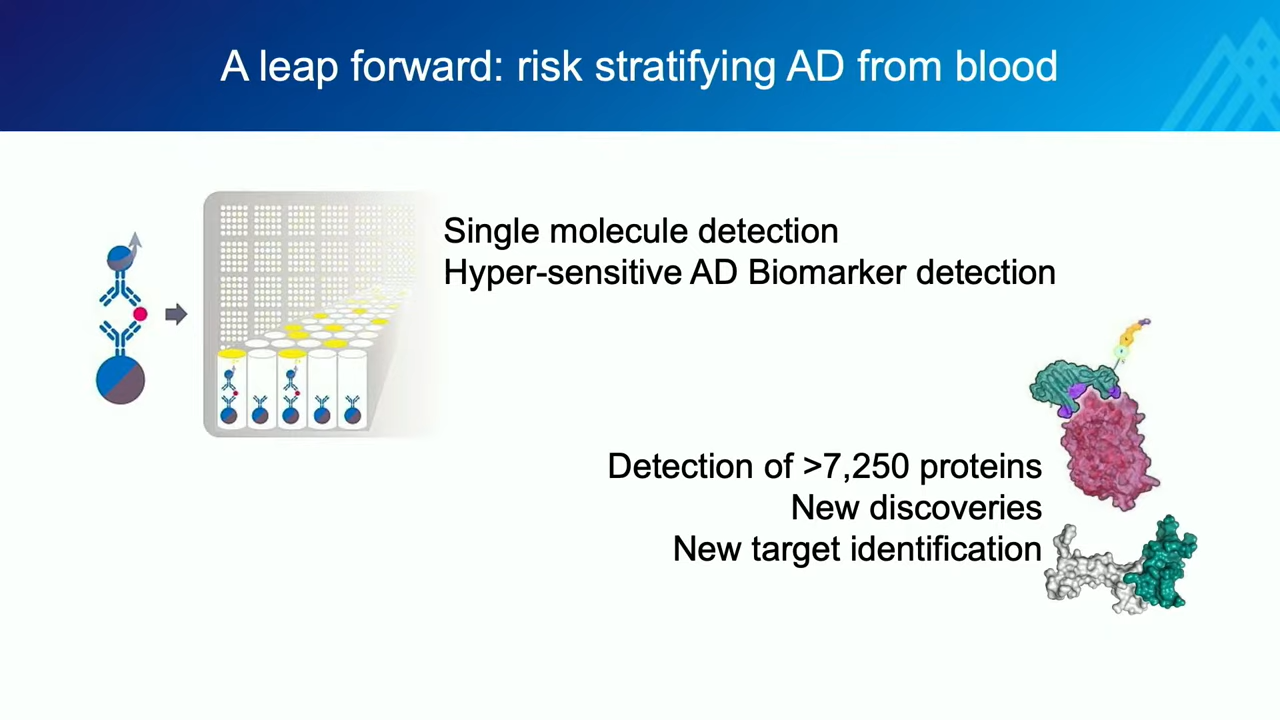 A leap forward: risk stratifying AD from blood
Single molecule detection
Hyper-sensitive AD Biomarker detection
Detection of >7,250 proteins
New discoveries
New target identification